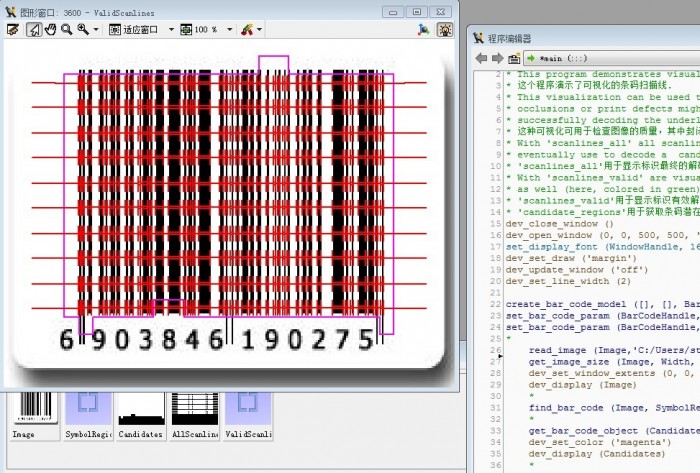 图形窗口: 3600 - ValidScanlines
适应窗口
100 %
6 903846 190275
Image
SymbolRegi
Candidates
AllScanline
ValidScanli
程序编辑器
*main (:::)
2 * This program demonstrates visual
3 * 这个程序演示了可视化的条码扫描线.
4 * This visualization can be used t
5 * occlusions or print defects migh
6 * successfully decoding the underl
7 * 这种可视化可用于检查图像的质量，其中封闭
8 * With 'scanlines_all' all scanlin
9 * eventually use to decode a  cand
10 * 'scanlines_all'用于显示标识最终的解码
11 * With 'scanlines_valid' are visua
12 * as well (here, colored in green)
13 * 'scanlines_valid'用于显示标识有效解
14 * 'candidate_regions'用于获取条码潜在
15 dev_close_window ()
16 dev_open_window (0, 0, 500, 500, '
17 set_display_font (WindowHandle, 16
18 dev_set_draw ('margin')
19 dev_update_window ('off')
20 dev_set_line_width (2)
21
22 create_bar_code_model ([], [], Bar
23 set_bar_code_param (BarCodeHandle,
24 set_bar_code_param (BarCodeHandle,
25 *
26 read_image (Image,'C:/Users/st
27 get_image_size (Image, Width,
28 dev_set_window_extents (0, 0,
29 dev_display (Image)
30 *
31 find_bar_code (Image, SymbolRe
32 *
33 get_bar_code_object (Candidate
34 dev_set_color ('magenta')
35 dev_display (Candidates)
36 *